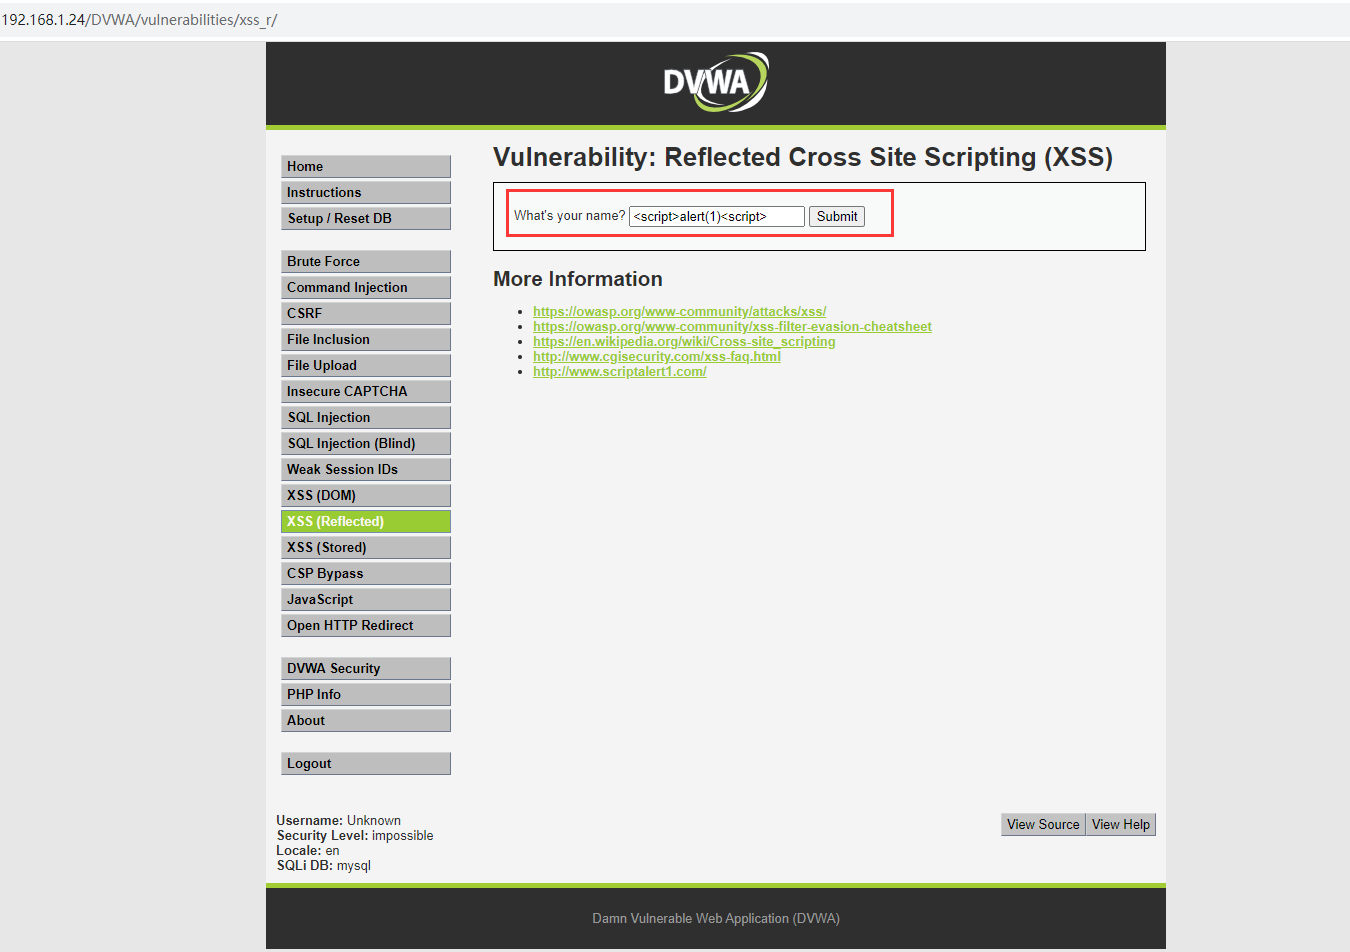 192.168.1.24/DVWA/vulnerabilities/xss_r/
DVWA
Home
Instructions
Setup / Reset DB
Brute Force
Command Injection
CSRF
File Inclusion
File Upload
Insecure CAPTCHA
SQL Injection
SQL Injection (Blind)
Weak Session IDs
XSS (DOM)
XSS (Reflected)
XSS (Stored)
CSP Bypass
JavaScript
Open HTTP Redirect
DVWA Security
PHP Info
About
Logout
Vulnerability: Reflected Cross Site Scripting (XSS)
What's your name? <script>alert(1)<script> Submit
More Information
https://owasp.org/www-community/attacks/xss/
https://owasp.org/www-community/xss-filter-evasion-cheatsheet
https://en.wikipedia.org/wiki/Cross-site_scripting
http://www.cgisecurity.com/xss-faq.html
http://www.scriptalert1.com/
Username: Unknown
Security Level: impossible
Locale: en
SQLi DB: mysql
View Source View Help
Damn Vulnerable Web Application (DVWA)